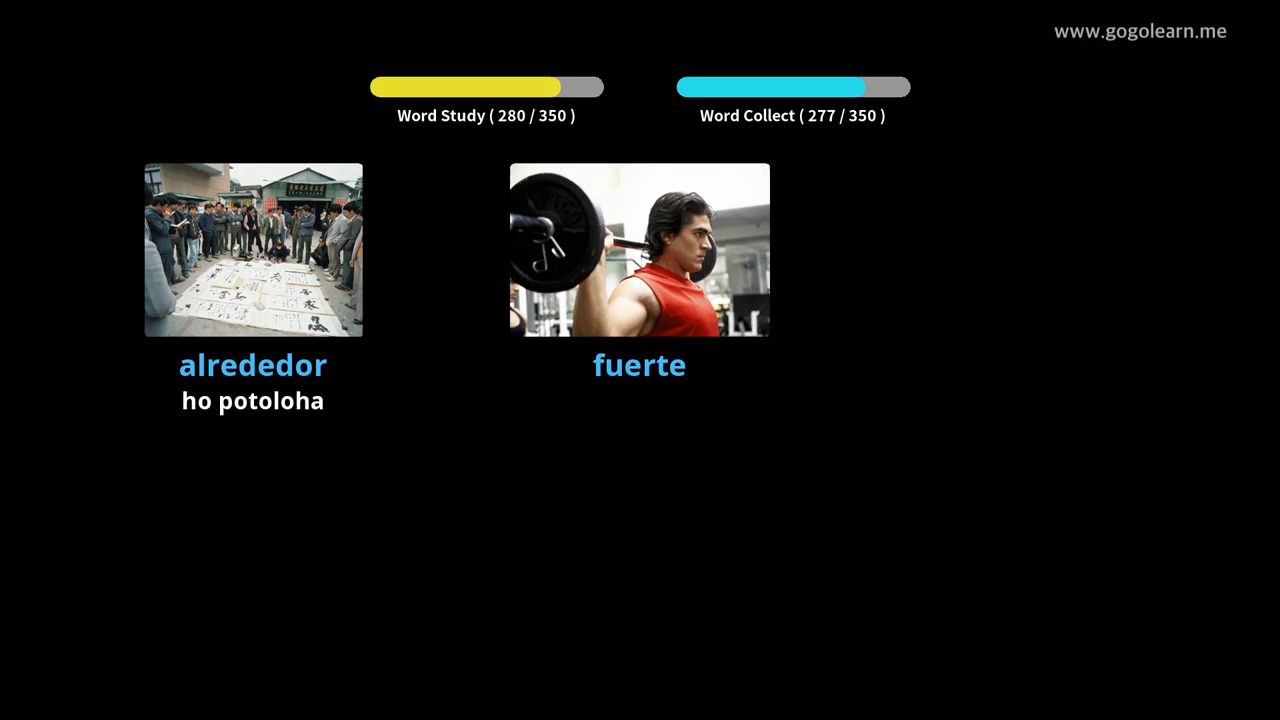 www.gogolearn.me
Word Study ( 280 / 350 )
Word Collect ( 277 / 350 )
alrededor
ho potoloha
fuerte